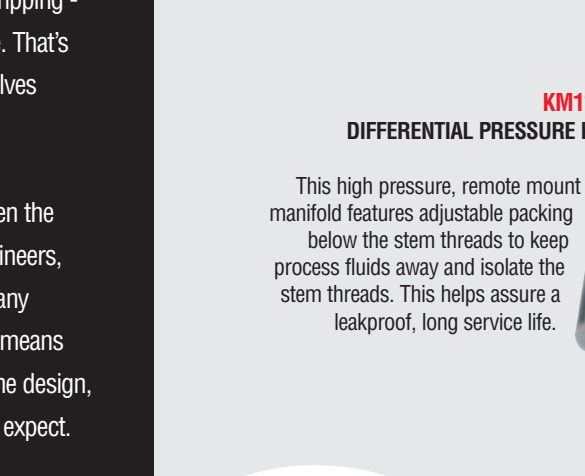 ripping -
. That's
lves
en the
ineers,
any
means
ne design,
expect.
KM1
DIFFERENTIAL PRESSURE
This high pressure, remote mount
manifold features adjustable packing
below the stem threads to keep
process fluids away and isolate the
stem threads. This helps assure a
leakproof, long service life.